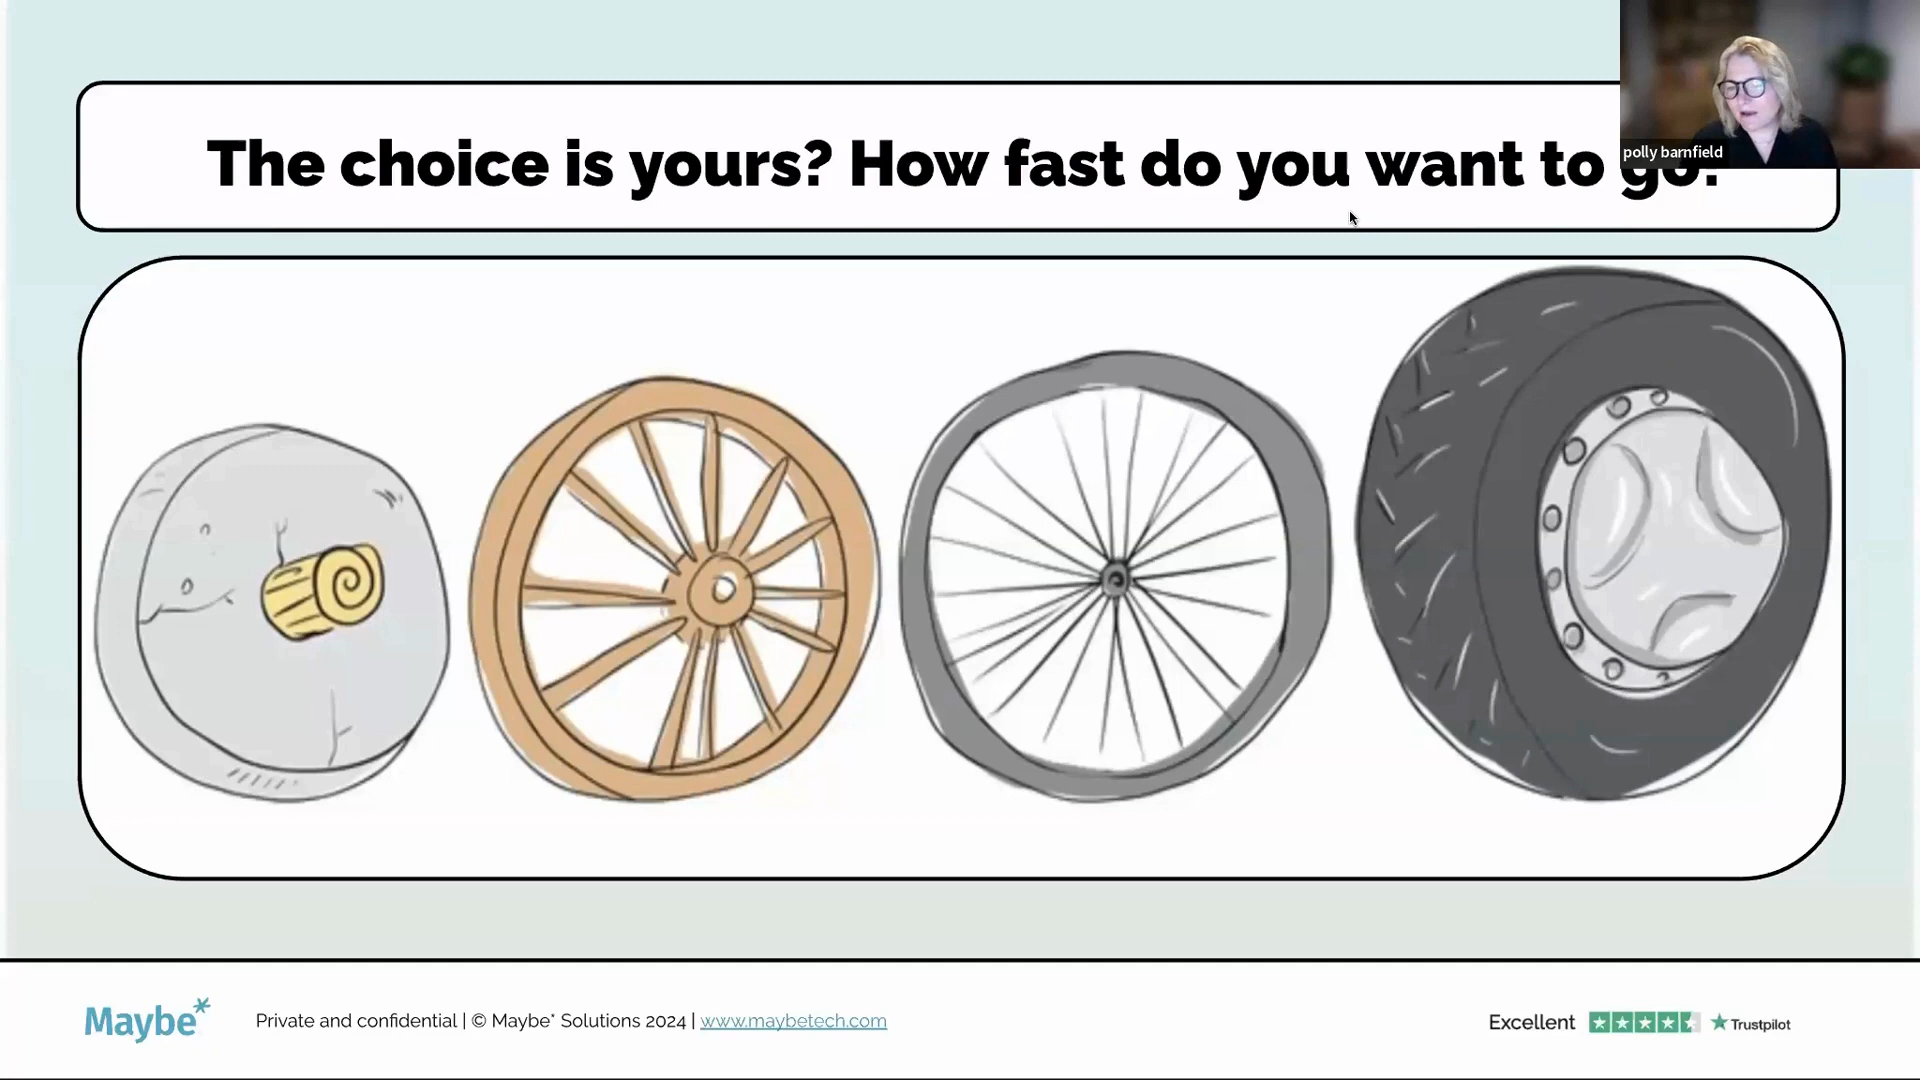 The choice is yours? How fast do you want to go?
polly barnfield
Maybe*
Private and confidential | © Maybe* Solutions 2024 | www.maybetech.com
Excellent
Trustpilot